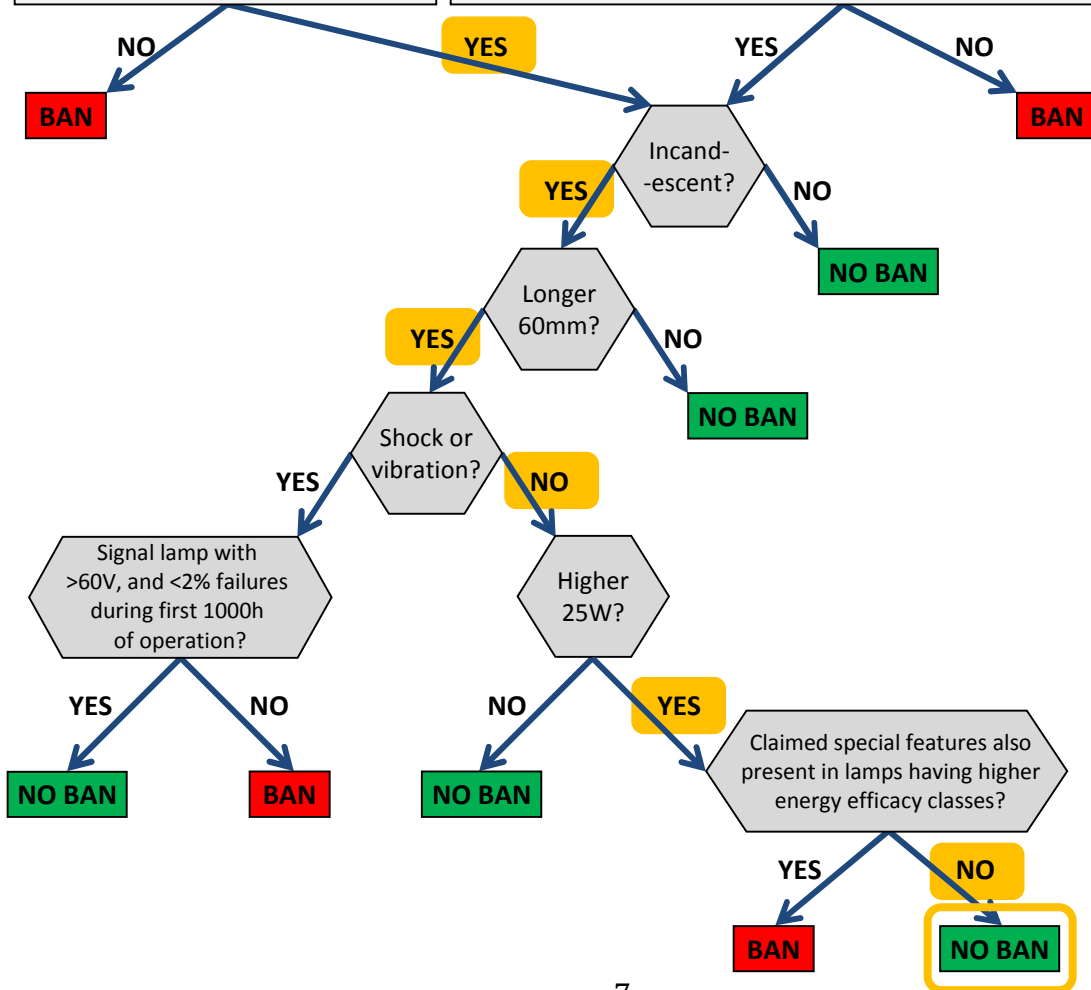 NO
YES
YES
NO
BAN
BAN
Incand-
-escent?
YES
NO
NO BAN
Longer
60mm?
YES
NO
NO BAN
Shock or
vibration?
YES
NO
Signal lamp with
>60V, and <2% failures
during first 1000h
of operation?
Higher
25W?
YES
NO
NO
YES
NO BAN
BAN
NO BAN
Claimed special features also
present in lamps having higher
energy efficacy classes?
YES
NO
BAN
NO BAN